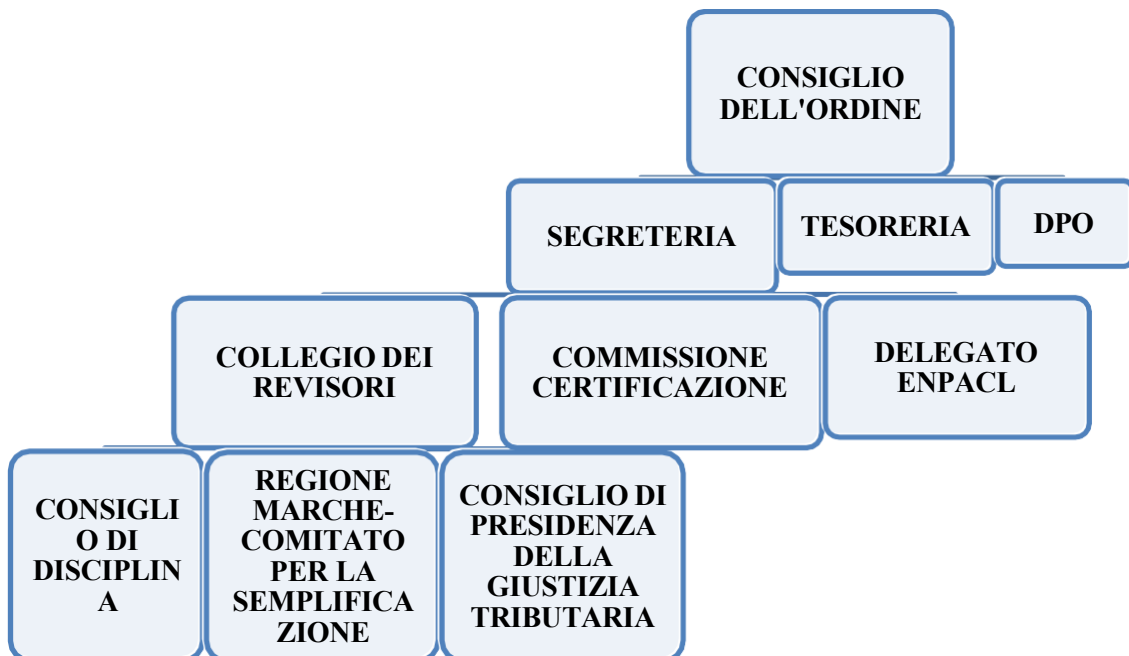 CONSIGLIO
DELL'ORDINE
SEGRETERIA
TESORERIA
DPO
COLLEGIO DEI
REVISORI
COMMISSIONE
CERTIFICAZIONE
DELEGATO
ENPACL
CONSIGLI
O DI
DISCIPLIN
A
REGIONE
MARCHE-
COMITATO
PER LA
SEMPLIFICA
ZIONE
CONSIGLIO DI
PRESIDENZA
DELLA
GIUSTIZIA
TRIBUTARIA